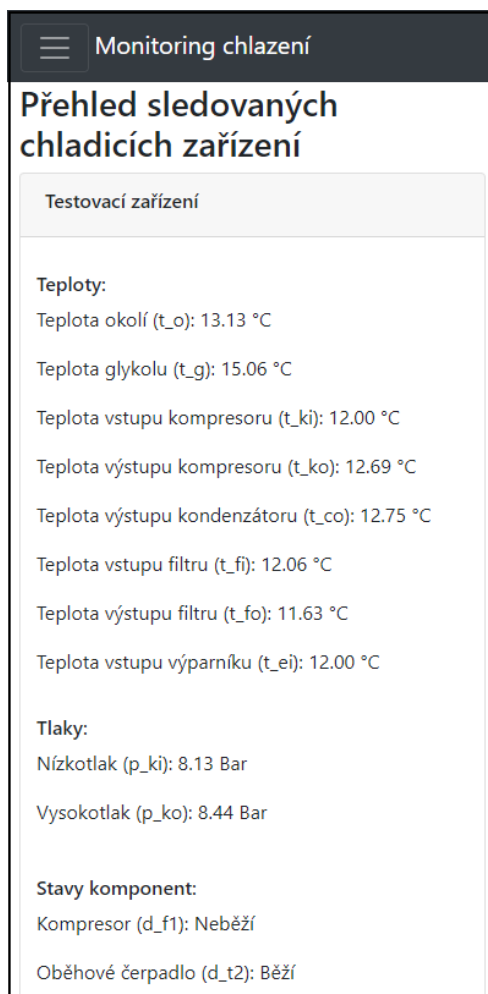 Monitoring chlazení
Přehled sledovaných
chladicích zařízení
Testovací zařízení
Teploty:
Teplota okolí (t_o): 13.13 °C
Teplota glykolu (t_g): 15.06 °C
Teplota vstupu kompresoru (t_ki): 12.00 °C
Teplota výstupu kompresoru (t_ko): 12.69 °C
Teplota výstupu kondenzátoru (t_co): 12.75 °C
Teplota vstupu filtru (t_fi): 12.06 °C
Teplota výstupu filtru (t_fo): 11.63 °C
Teplota vstupu výparníku (t_ei): 12.00 °C
Tlaky:
Nízkotlak (p_ki): 8.13 Bar
Vysokotlak (p_ko): 8.44 Bar
Stavy komponent:
Kompresor (d_f1): Neběží
Oběhové čerpadlo (d_t2): Běží